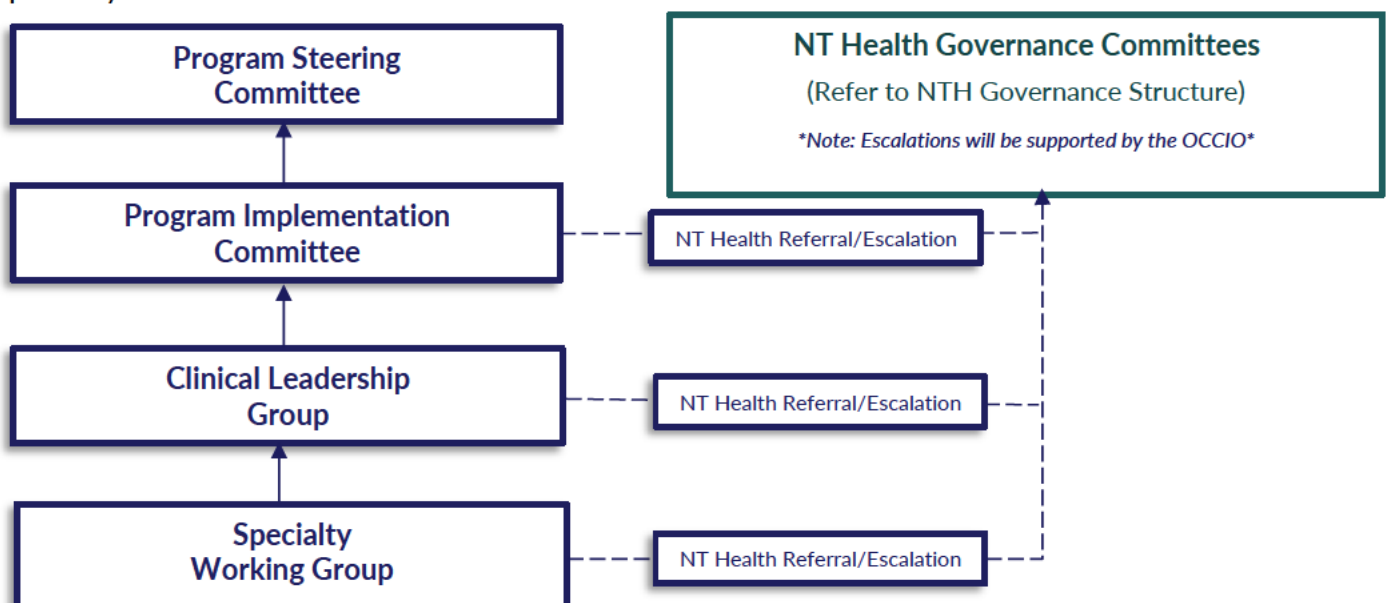 Program Steering
Committee
NT Health Governance Committees
(Refer to NTH Governance Structure)
*Note: Escalations will be supported by the OCCIO*
Program Implementation
Committee
NT Health Referral/Escalation
Clinical Leadership
Group
NT Health Referral/Escalation
Specialty
Working Group
NT Health Referral/Escalation